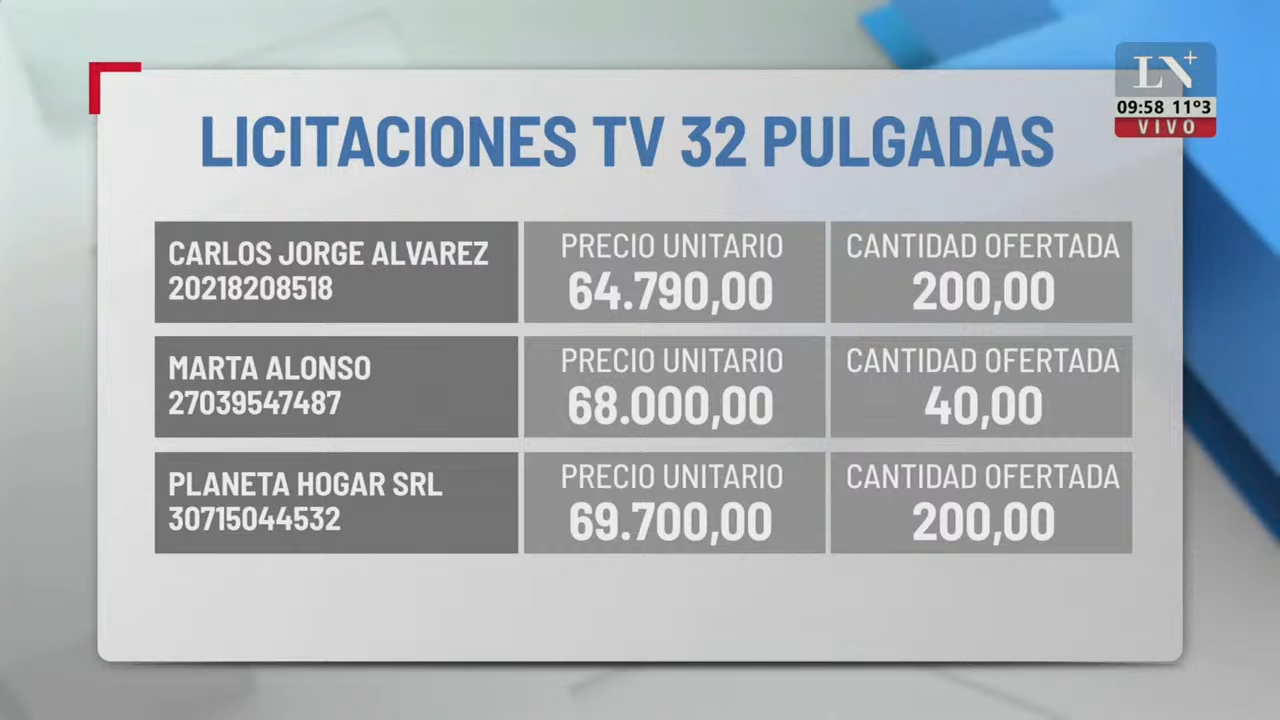 LN+
09:58 11º3
VIVO
LICITACIONES TV 32 PULGADAS
CARLOS JORGE ALVAREZ
20218208518
PRECIO UNITARIO
64.790,00
CANTIDAD OFERTADA
200,00
MARTA ALONSO
27039547487
PRECIO UNITARIO
68.000,00
CANTIDAD OFERTADA
40,00
PLANETA HOGAR SRL
30715044532
PRECIO UNITARIO
69.700,00
CANTIDAD OFERTADA
200,00